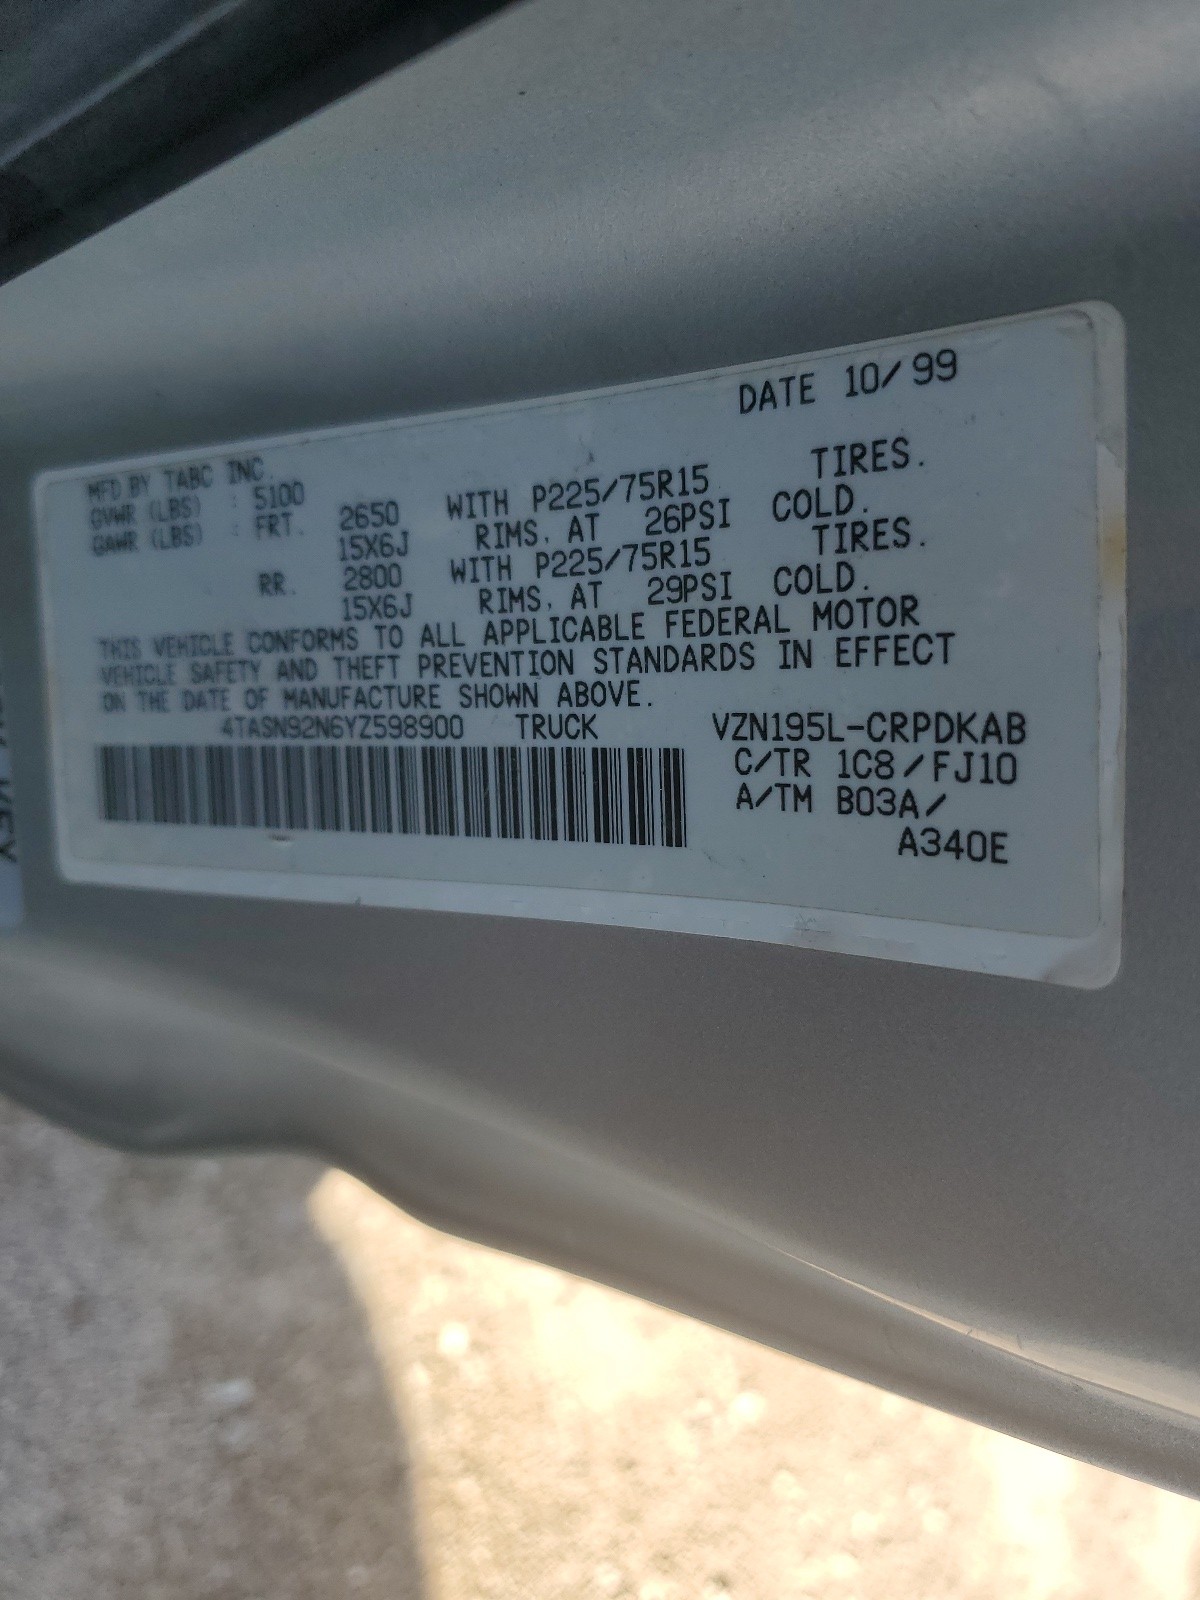 DATE 10/99
MFD BY TABC INC.
GVWR (LBS) : 5100
GAWR (LBS) : FRT. 2650 WITH P225/75R15 TIRES.
15X6J RIMS, AT 26PSI COLD.
RR. 2800 WITH P225/75R15 TIRES.
15X6J RIMS, AT 29PSI COLD.
THIS VEHICLE CONFORMS TO ALL APPLICABLE FEDERAL MOTOR
VEHICLE SAFETY AND THEFT PREVENTION STANDARDS IN EFFECT
ON THE DATE OF MANUFACTURE SHOWN ABOVE.
4TASN92N6YZ598900 TRUCK VZN195L-CRPDKAB
C/TR 1C8/FJ10
A/TM B03A/
A340E
KEY